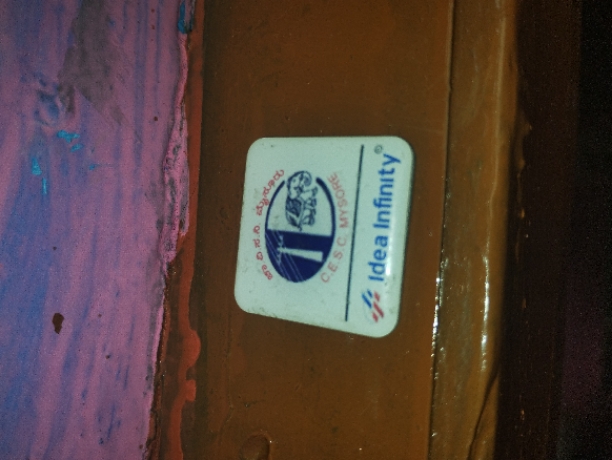 ಚಾ.ವಿ.ಸ.ನಿ ಮೈಸೂರು
C.E.S.C. MYSORE
Idea Infinity®